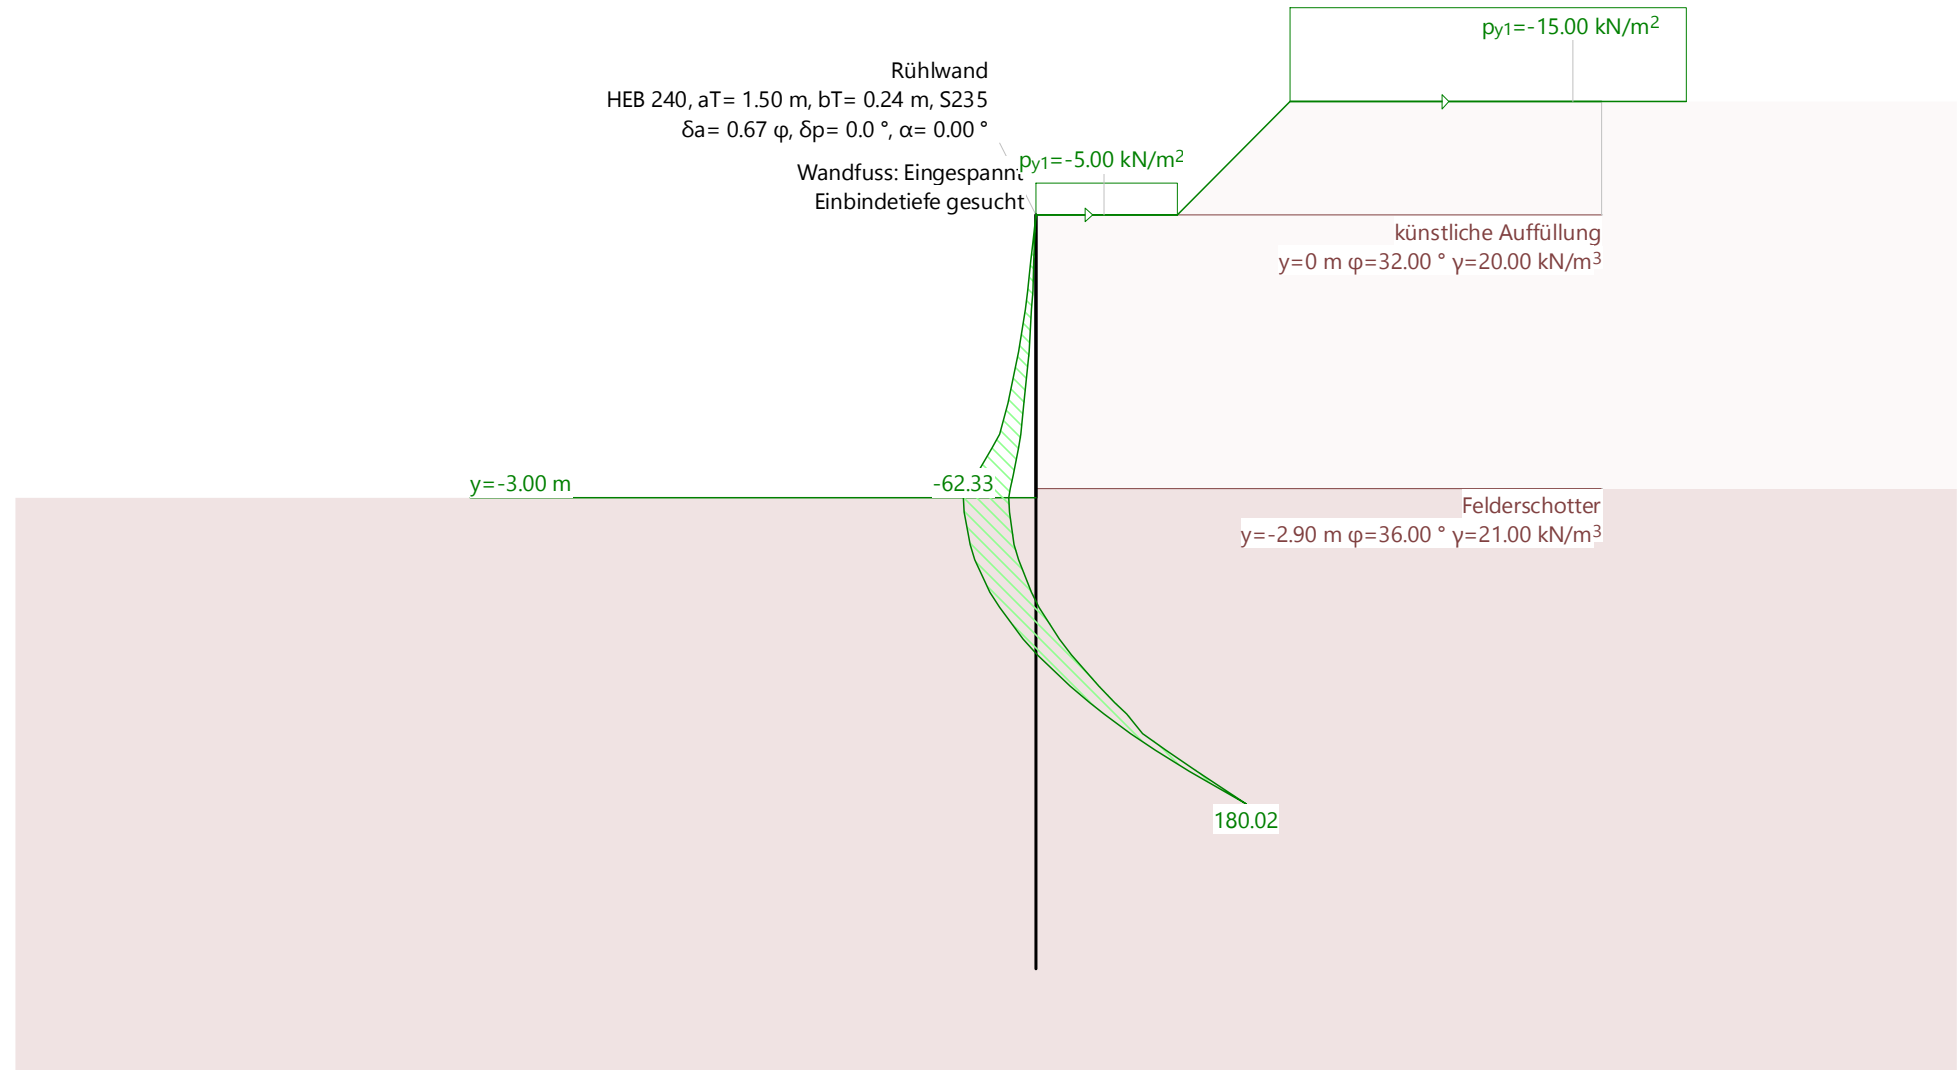 py1=-15.00 kN/m²
Rühlwand
HEB 240, aT= 1.50 m, bT= 0.24 m, S235
δa= 0.67 φ, δp= 0.0 °, α= 0.00 °
py1=-5.00 kN/m²
Wandfuss: Eingespannt
Einbindetiefe gesucht
künstliche Auffüllung
y=0 m φ=32.00 ° γ=20.00 kN/m³
y=-3.00 m
-62.33
Felderschotter
y=-2.90 m φ=36.00 ° γ=21.00 kN/m³
180.02